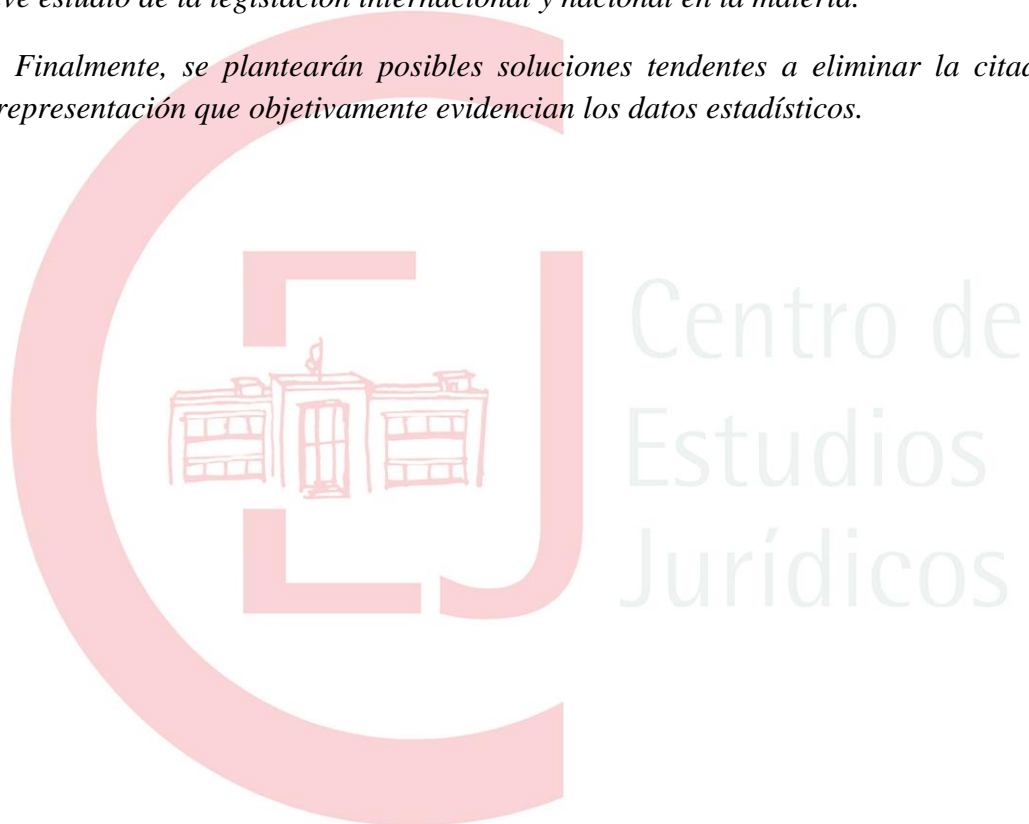 ve estudio de la legislación internacional y nacional en la materia.
Finalmente, se plantearán posibles soluciones tendentes a eliminar la citad
representación que objetivamente evidencian los datos estadísticos.
CEJ
Centro de
Estudios
Jurídicos